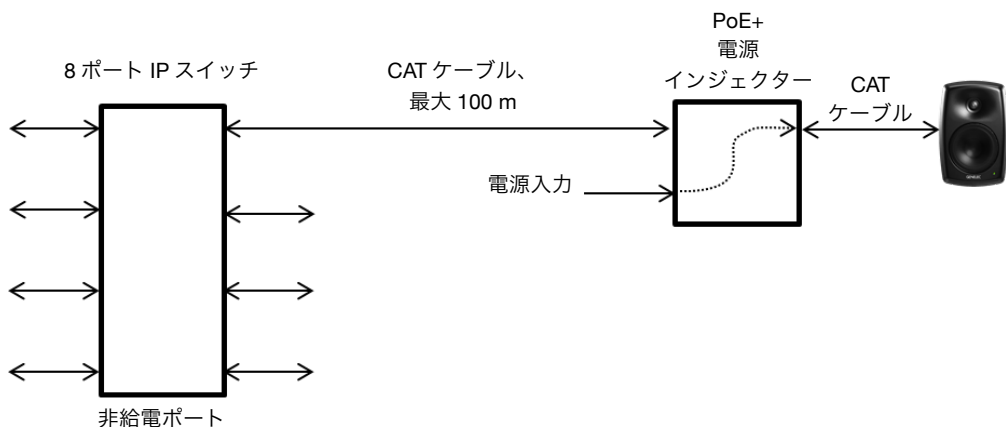 8 ポート IP スイッチ
CAT ケーブル、
最大 100 m
PoE+
電源
インジェクター
CAT
ケーブル
電源入力
非給電ポート
GENELEC